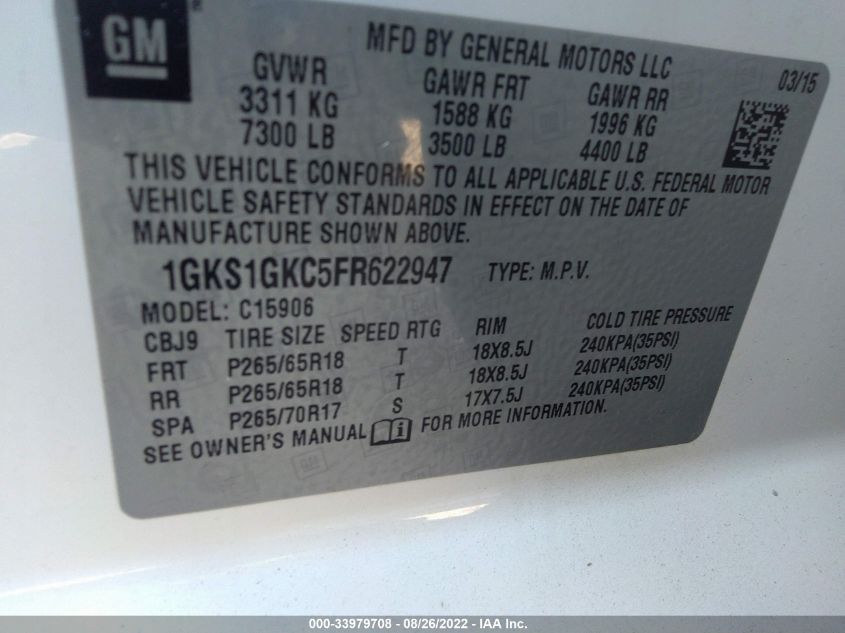 GM
®
MFD BY GENERAL MOTORS LLC
03/15
GVWR GAWR FRT GAWR RR
3311 KG 1588 KG 1996 KG
7300 LB 3500 LB 4400 LB
THIS VEHICLE CONFORMS TO ALL APPLICABLE U.S. FEDERAL MOTOR
VEHICLE SAFETY STANDARDS IN EFFECT ON THE DATE OF
MANUFACTURE SHOWN ABOVE.
1GKS1GKC5FR622947 TYPE: M.P.V.
MODEL: C15906
CBJ9 TIRE SIZE SPEED RTG RIM COLD TIRE PRESSURE
FRT P265/65R18 T 18X8.5J 240KPA(35PSI)
RR P265/65R18 T 18X8.5J 240KPA(35PSI)
SPA P265/70R17 S 17X7.5J 240KPA(35PSI)
SEE OWNER'S MANUAL FOR MORE INFORMATION.
000-33979708 - 08/26/2022 - IAA Inc.